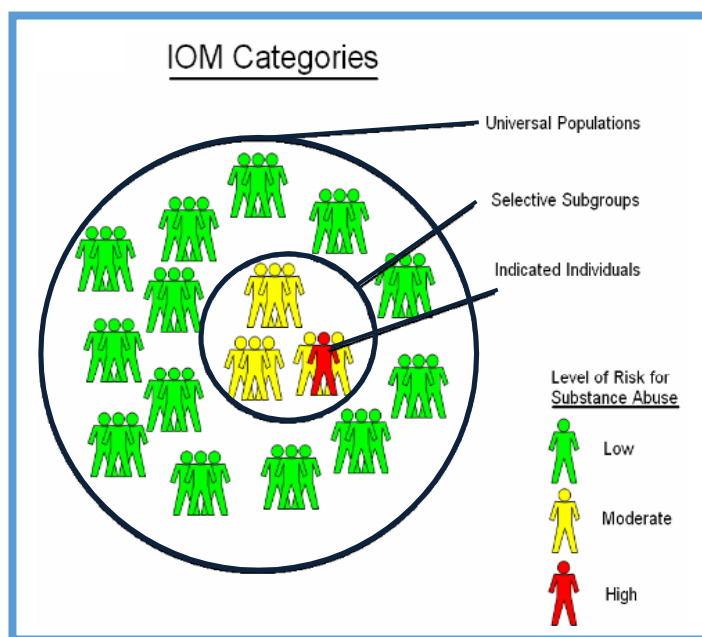 IOM Categories
Universal Populations
Selective Subgroups
Indicated Individuals
Level of Risk for
Substance Abuse
Low
Moderate
High